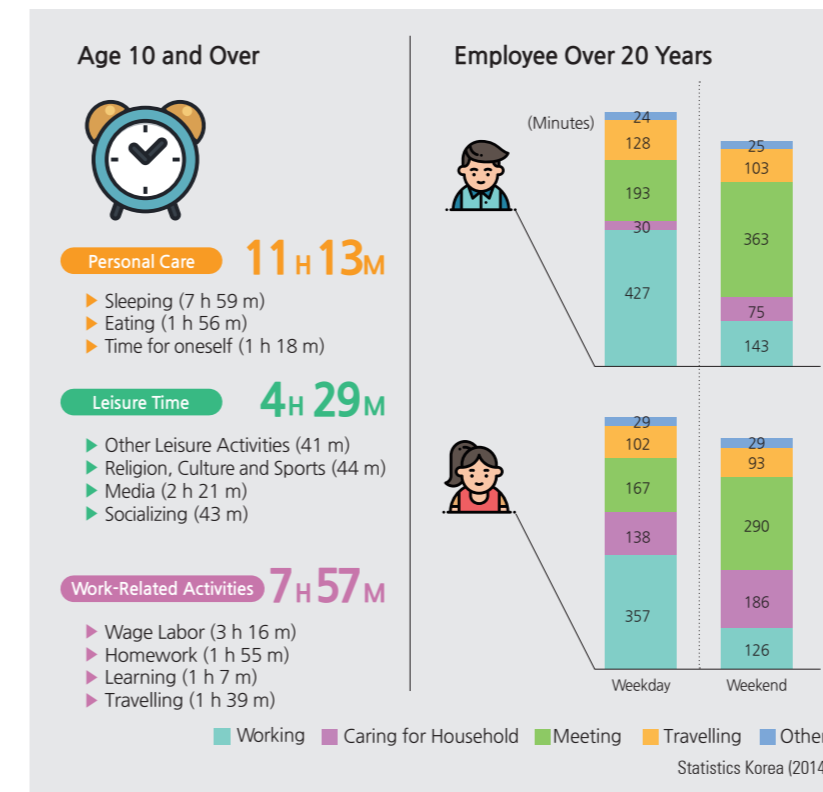 Age 10 and Over
Personal Care 11H 13M
Sleeping (7 h 59 m)
Eating (1 h 56 m)
Time for oneself (1 h 18 m)
Leisure Time 4H 29M
Other Leisure Activities (41 m)
Religion, Culture and Sports (44 m)
Media (2 h 21 m)
Socializing (43 m)
Work-Related Activities 7H 57M
Wage Labor (3 h 16 m)
Homework (1 h 55 m)
Learning (1 h 7 m)
Travelling (1 h 39 m)
Employee Over 20 Years
(Minutes)
24 25
128 103
193 363
30 75
427 143
29 29
102 93
167 290
138 186
357 126
Weekday Weekend
Working Caring for Household Meeting Travelling Other
Statistics Korea (2014